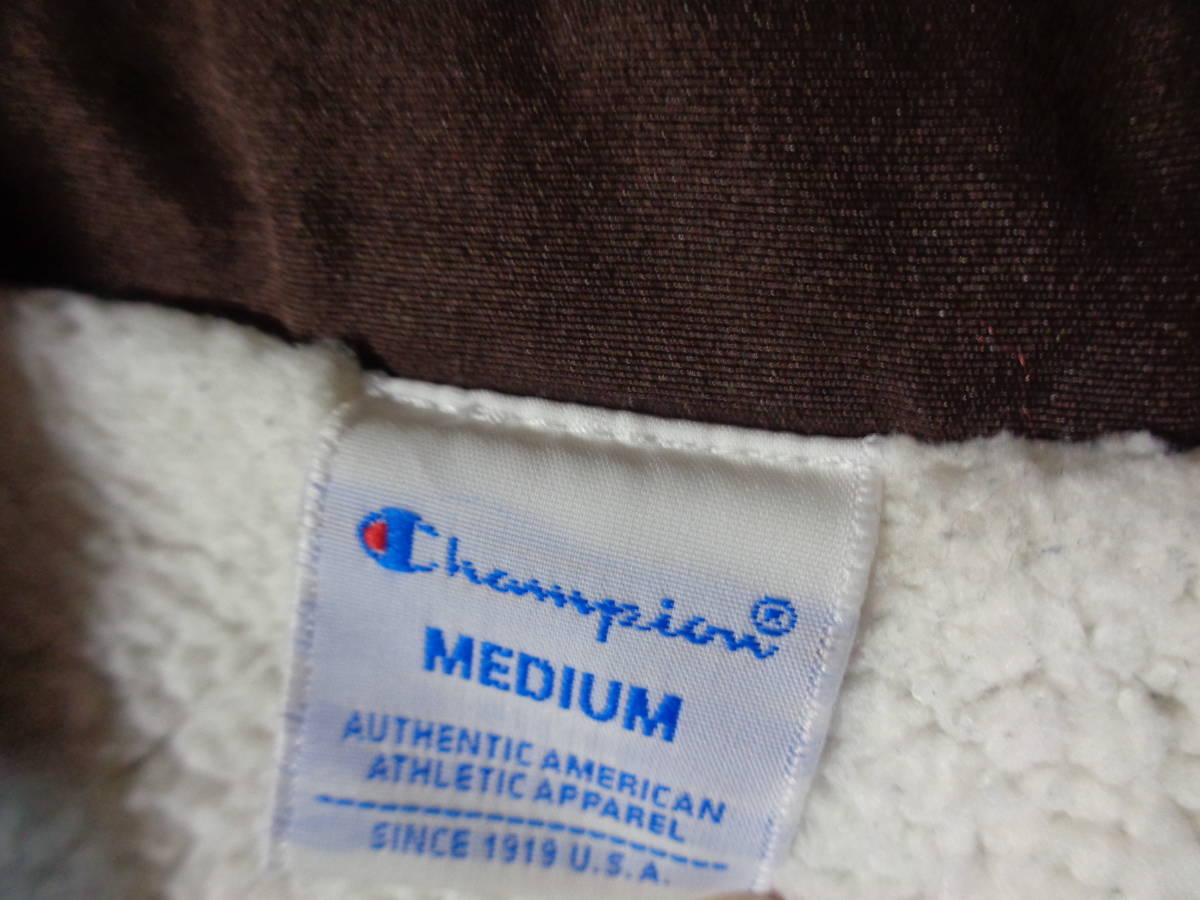 Champion®
MEDIUM
AUTHENTIC AMERICAN
ATHLETIC APPAREL
SINCE 1919 U.S.A.